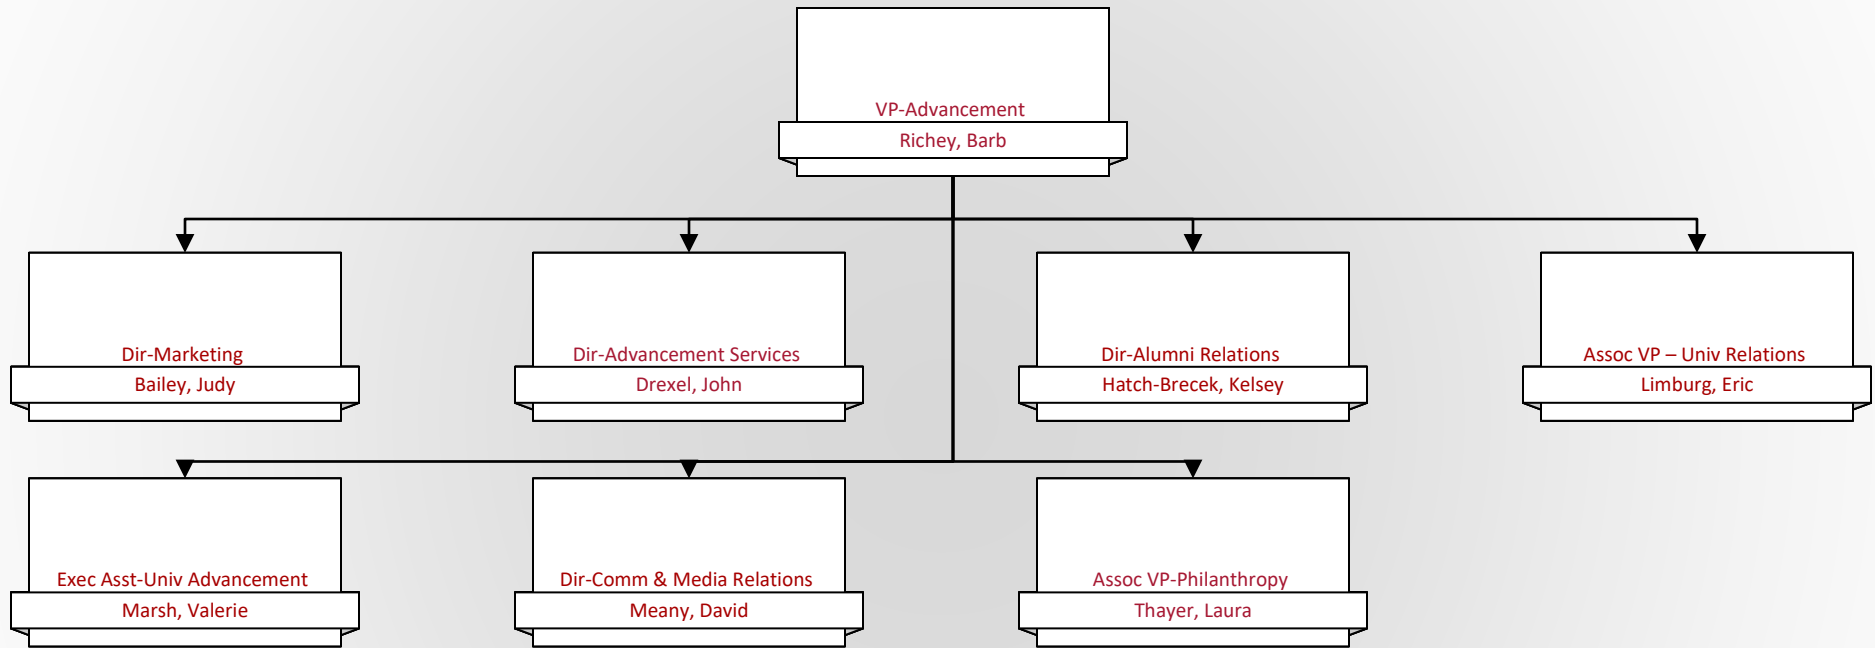 VP-Advancement
Richey, Barb
Dir-Marketing
Bailey, Judy
Dir-Advancement Services
Drexel, John
Dir-Alumni Relations
Hatch-Brecek, Kelsey
Assoc VP – Univ Relations
Limburg, Eric
Exec Asst-Univ Advancement
Marsh, Valerie
Dir-Comm & Media Relations
Meany, David
Assoc VP-Philanthropy
Thayer, Laura